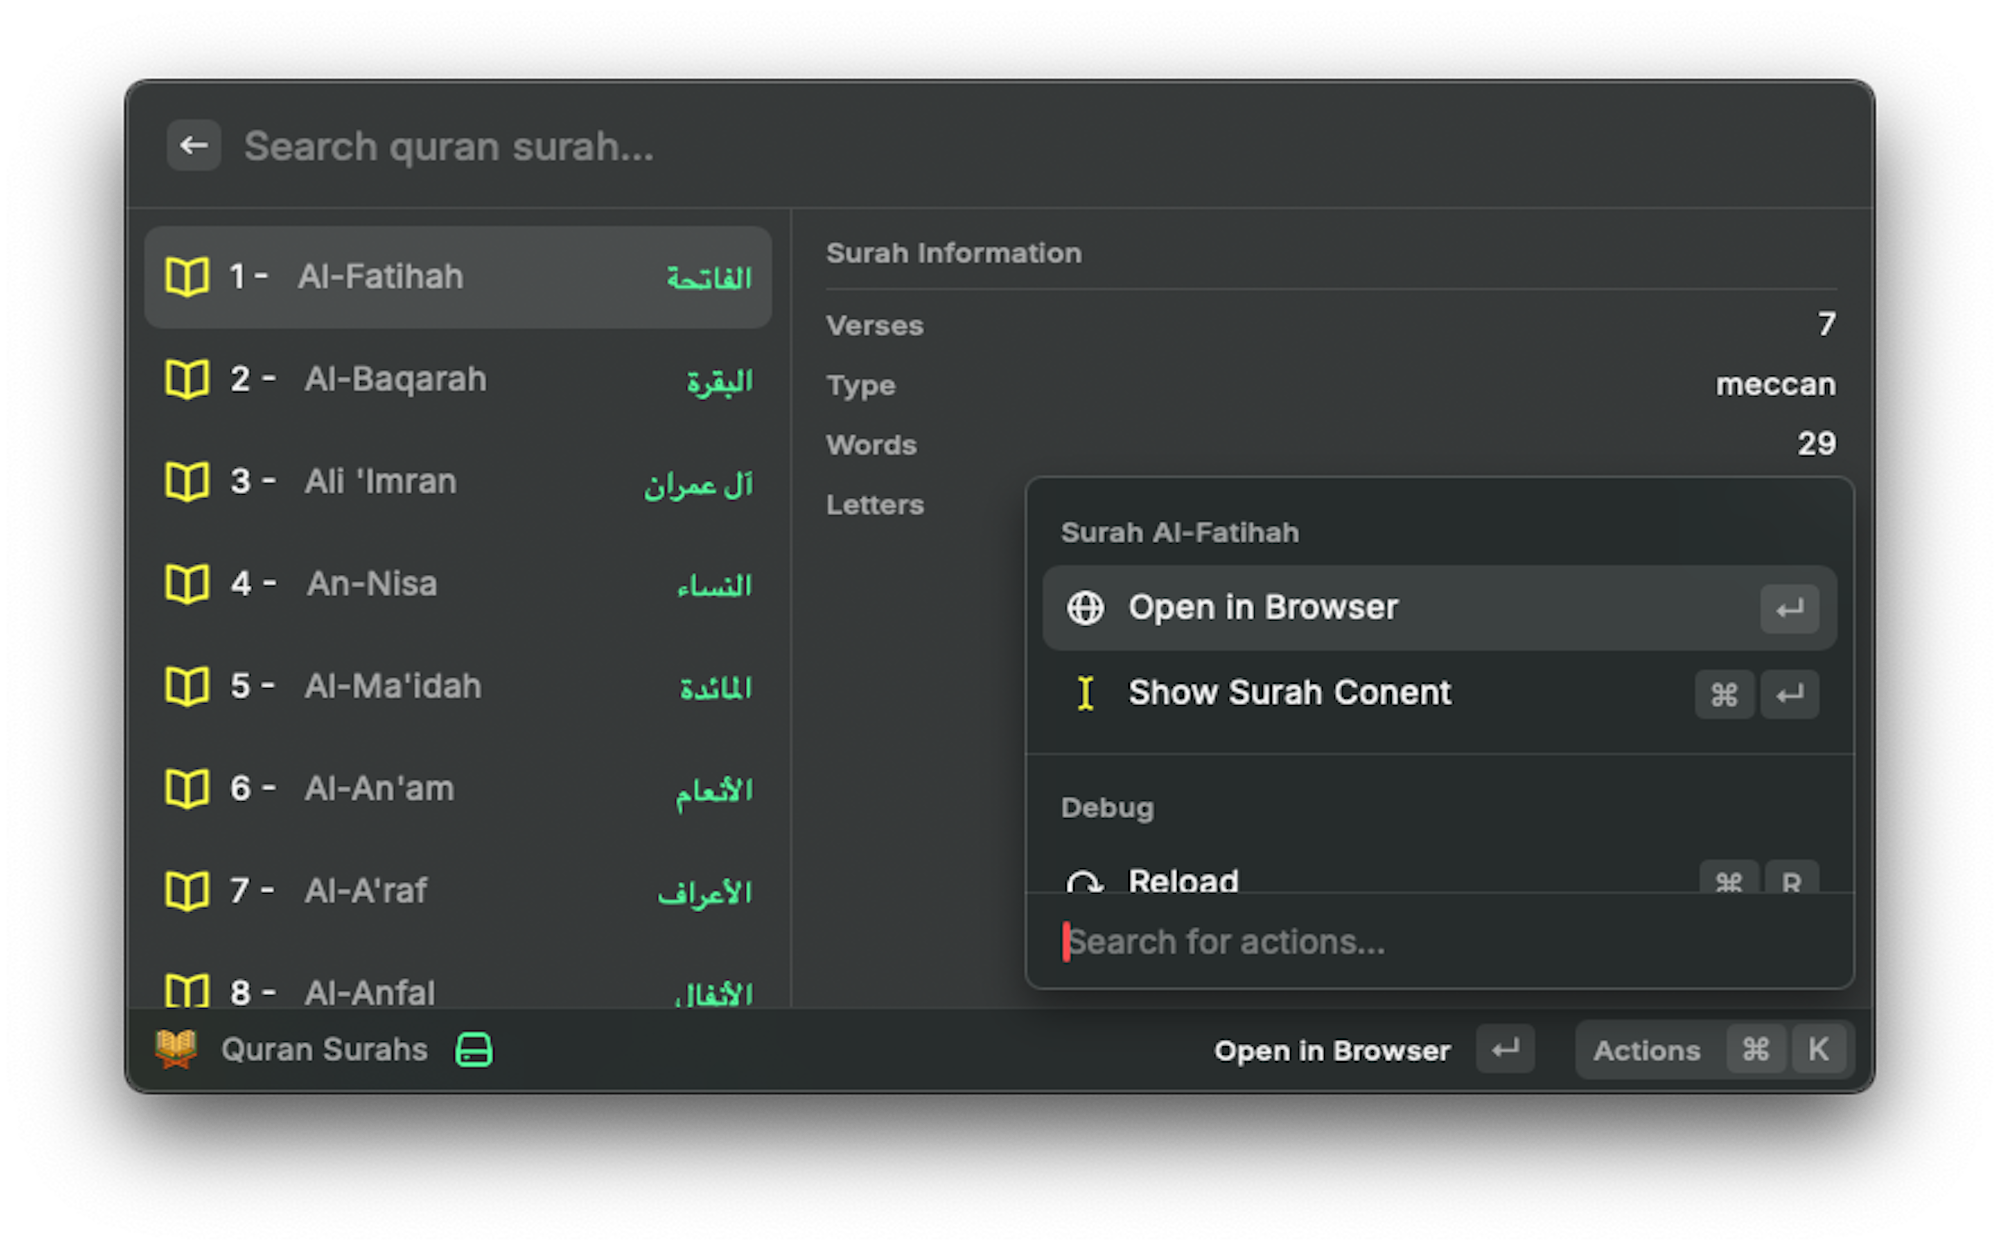 Search quran surah...
1 - Al-Fatihah الفاتحة
2 - Al-Baqarah البقرة
3 - Ali 'Imran آل عمران
4 - An-Nisa النساء
5 - Al-Ma'idah المائدة
6 - Al-An'am الأنعام
7 - Al-A'raf الأعراف
8 - Al-Anfal الأنفال
Surah Information
Verses 7
Type meccan
Words 29
Letters
Surah Al-Fatihah
Open in Browser
Show Surah Conent ⌘
Debug
Reload ⌘ R
Search for actions...
Quran Surahs
Open in Browser
Actions ⌘ K